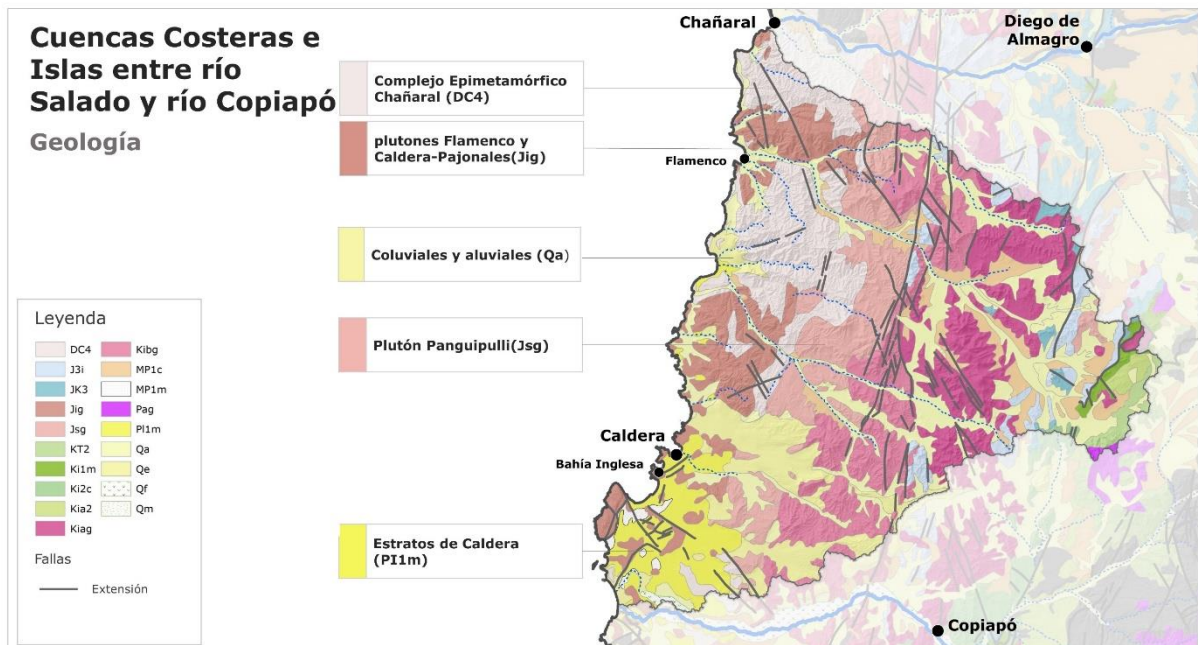 Cuencas Costeras e
Islas entre río
Salado y río Copiapó
Geología
Complejo Epimetamórfico
Chañaral (DC4)
plutones Flamenco y
Caldera-Pajonales(Jig)
Coluviales y aluviales (Qa)
Plutón Panguipulli(Jsg)
Estratos de Caldera
(PI1m)
Leyenda
DC4
J3i
JK3
Jig
Jsg
KT2
Ki1m
Ki2c
Kia2
Kiag
Kibg
MP1c
MP1m
Pag
Pl1m
Qa
Qe
Qf
Qm
Fallas
Extensión
Chañaral
Diego de
Almagro
Flamenco
Caldera
Bahía Inglesa
Copiapó